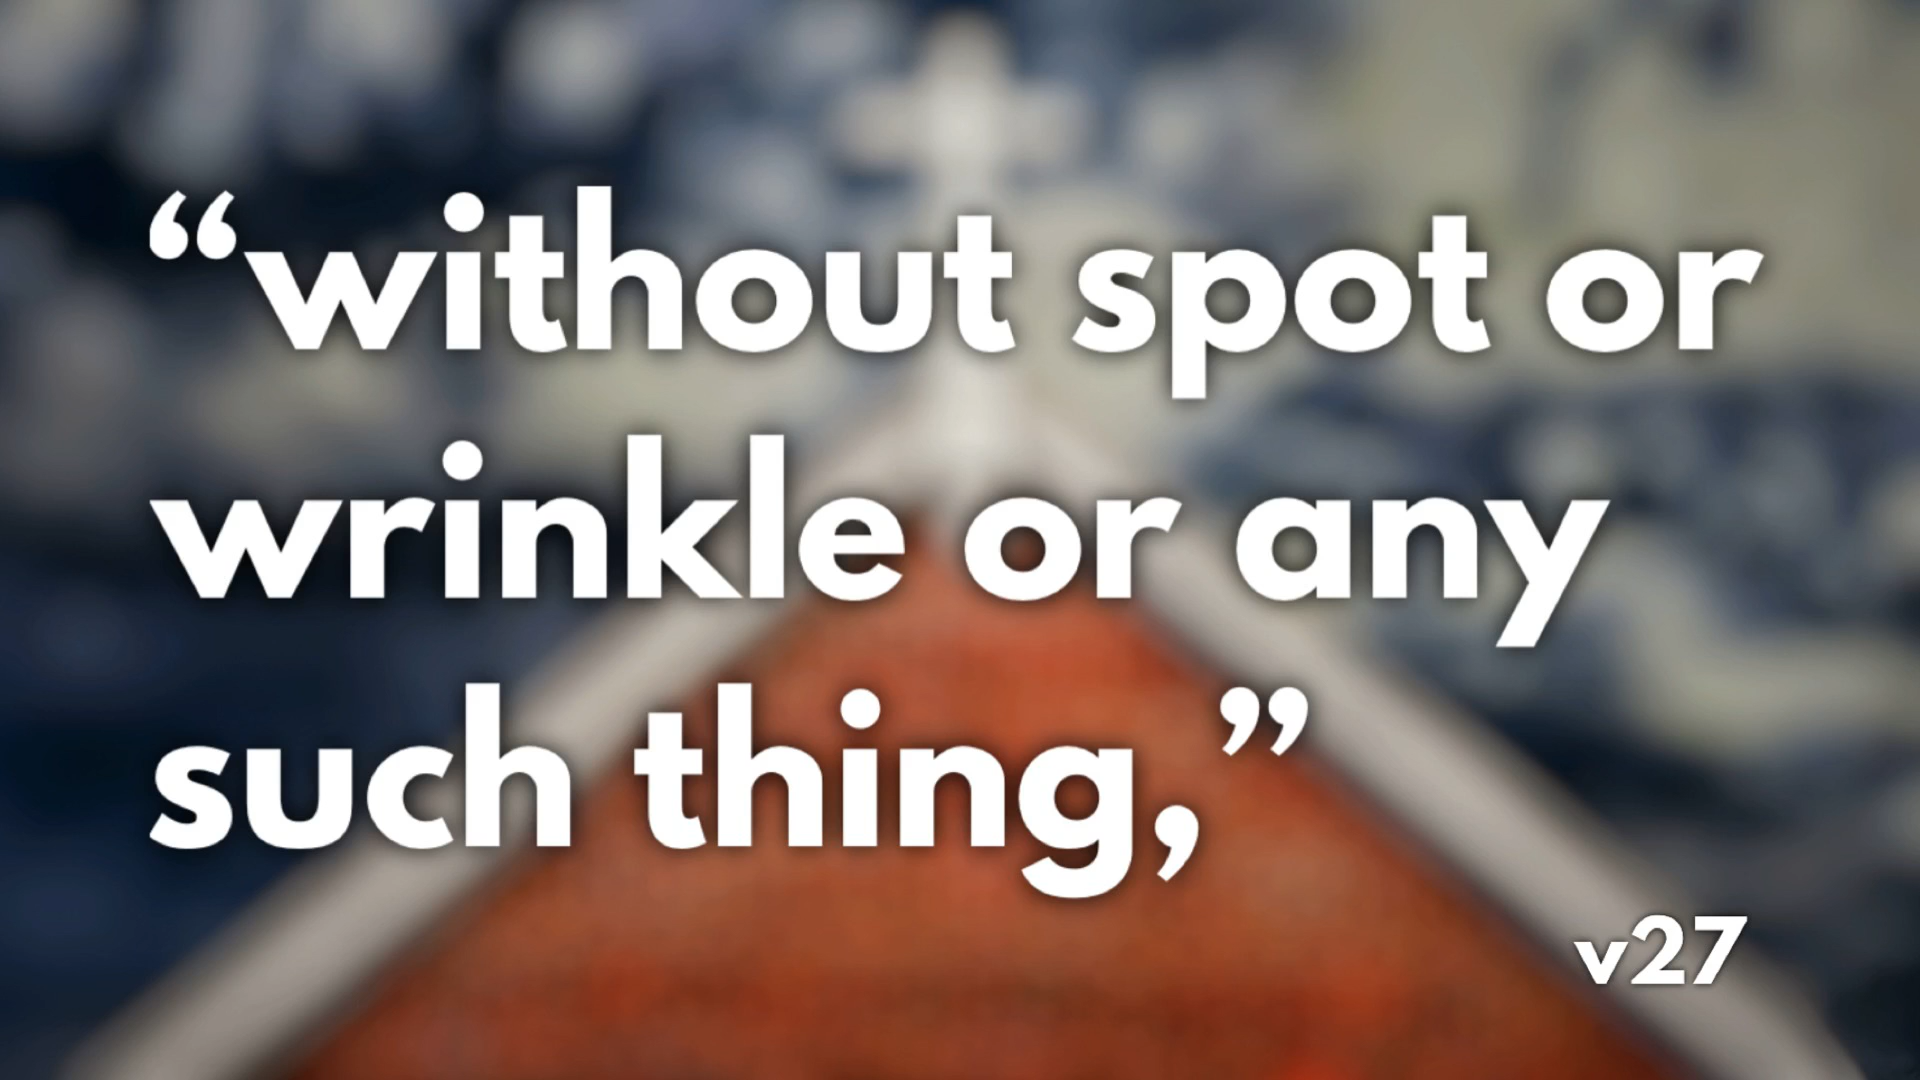 “without spot or
wrinkle or any
such thing,”
v27